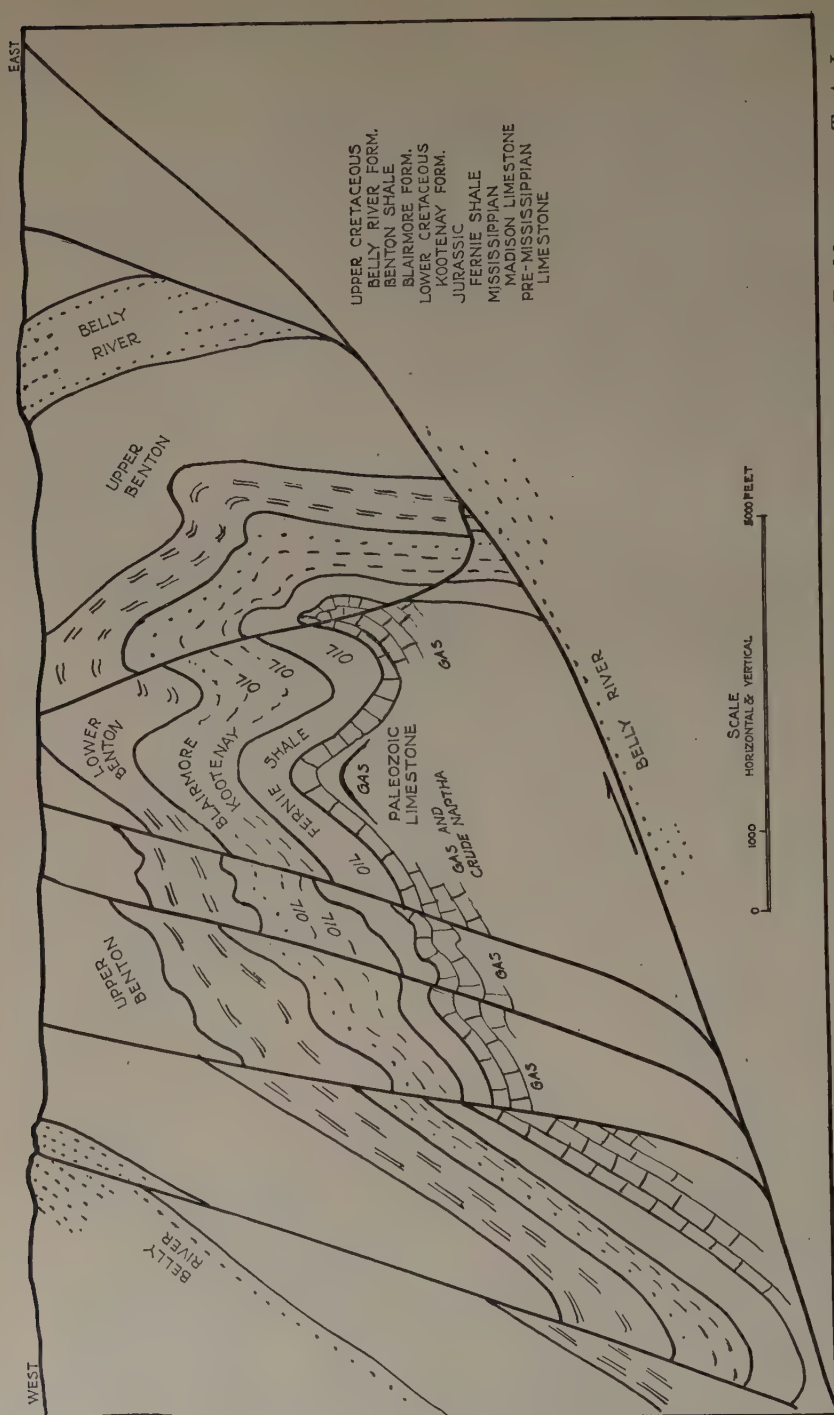 WEST
EAST
BELLY
RIVER
UPPER
BENTON
LOWER
BENTON
UPPER
BENTON
BELLY
RIVER
BLAIRMORE
KOOTENAY
OIL
OIL
OIL
OIL
OIL
FERNIE SHALE
OIL
OIL
GAS
PALEOZOIC
LIMESTONE
GAS
GAS AND
CRUDE NAPTHA
GAS
GAS
BELLY RIVER
UPPER CRETACEOUS
BELLY RIVER FORM.
BENTON SHALE
BLAIRMORE FORM.
LOWER CRETACEOUS
KOOTENAY FORM.
JURASSIC
FERNIE SHALE
MISSISSIPPIAN
MADISON LIMESTONE
PRE-MISSISSIPPIAN
LIMESTONE
SCALE
HORIZONTAL & VERTICAL
0 1000 5000 FEET